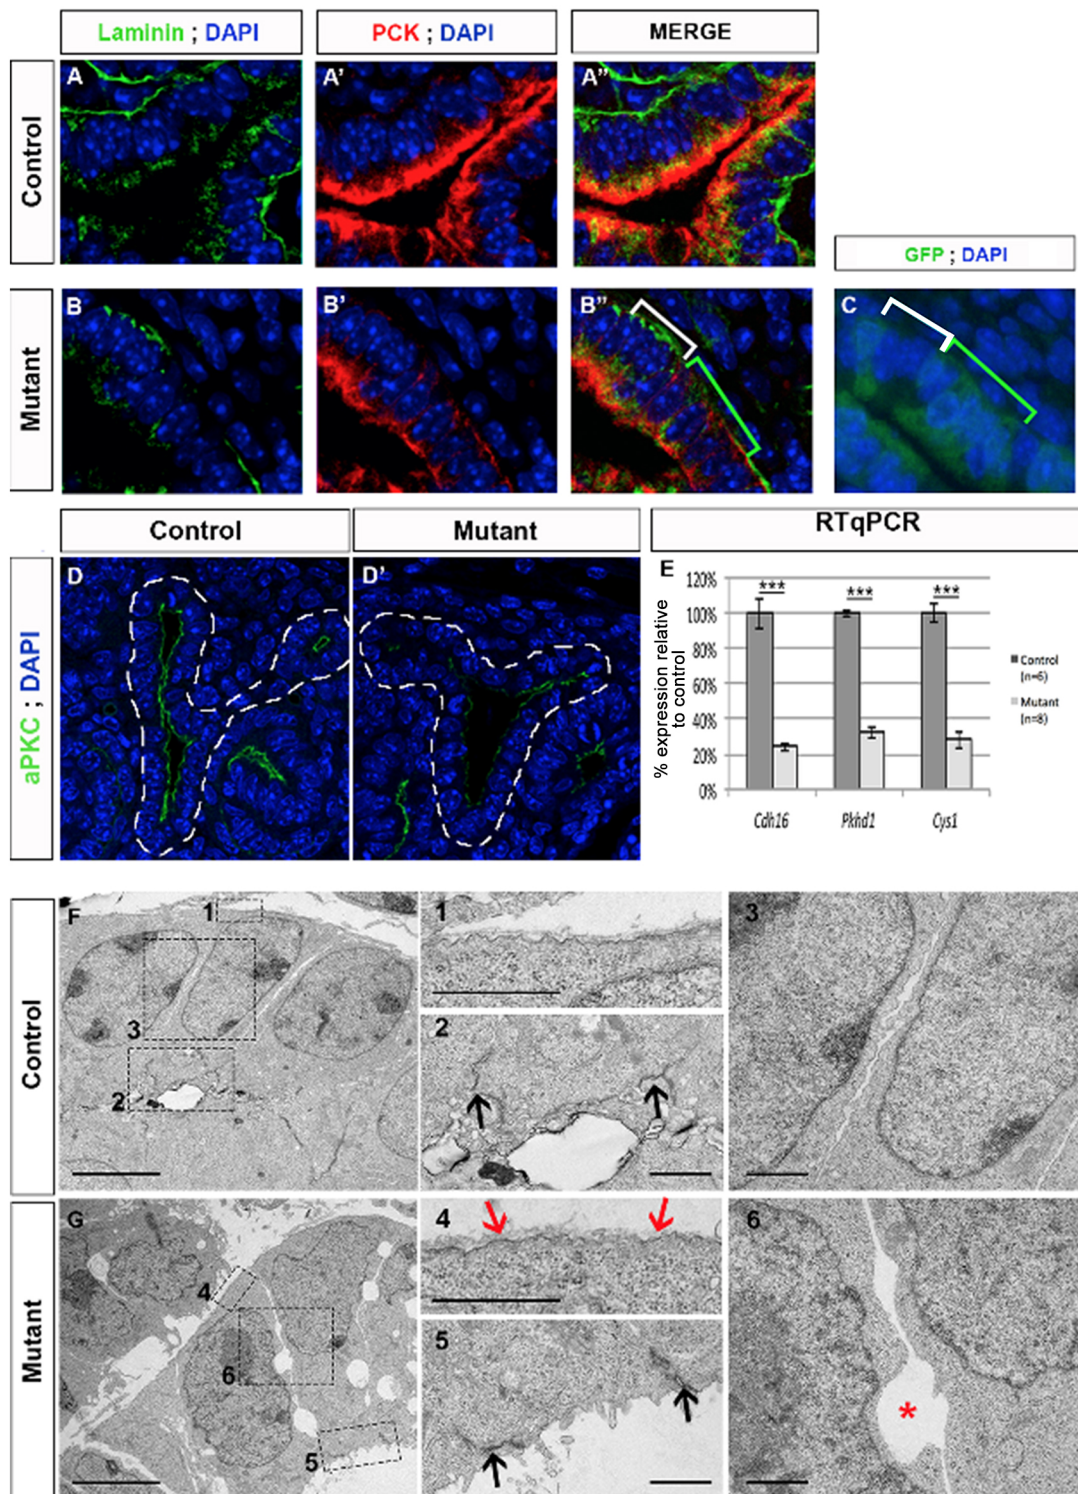 Laminin ; DAPI
PCK ; DAPI
MERGE
Control
A
A'
A''
GFP ; DAPI
Mutant
B
B'
B''
C
Control
Mutant
RTqPCR
aPKC ; DAPI
D
D'
E
% expression relative
to control
120%
100%
80%
60%
40%
20%
0%
***
***
***
Control
(n=6)
Mutant
(n=8)
Cdh16
Pkhd1
Cys1
Control
F
1
3
2
1
2
3
Mutant
G
4
6
5
4
5
6
*